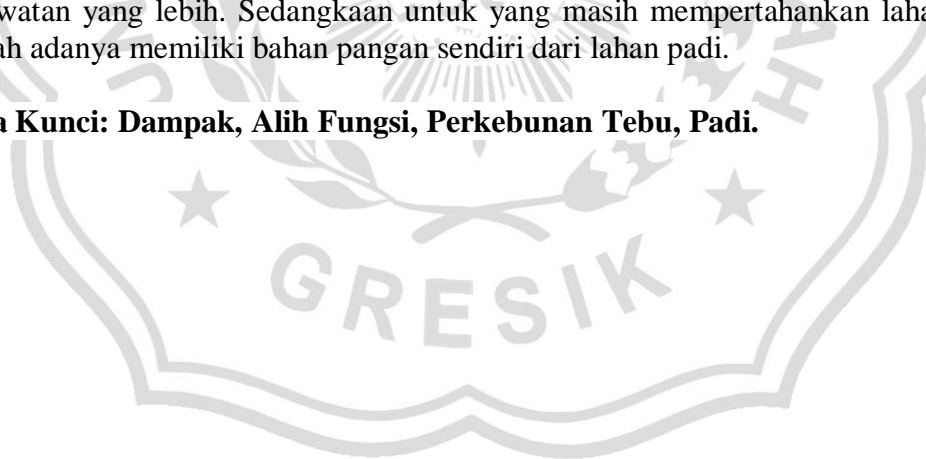 watan yang lebih. Sedangkaan untuk yang masih mempertahankan laha
ah adanya memiliki bahan pangan sendiri dari lahan padi.
a Kunci: Dampak, Alih Fungsi, Perkebunan Tebu, Padi.
GRESIK